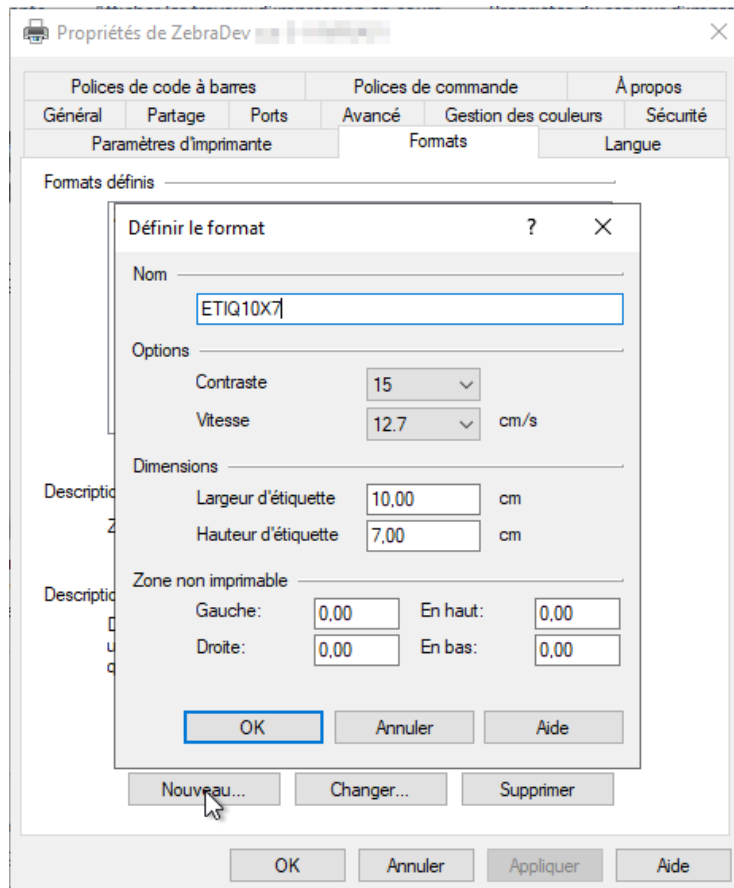 Propriétés de ZebraDev
Polices de code à barres Polices de commande À propos
Général Partage Ports Avancé Gestion des couleurs Sécurité
Paramètres d'imprimante Formats Langue
Formats définis
Définir le format ?
Nom
ETIQ10X7
Options
Contraste 15
Vitesse 12.7 cm/s
Dimensions
Largeur d'étiquette 10,00 cm
Hauteur d'étiquette 7,00 cm
Zone non imprimable
Gauche: 0,00 En haut: 0,00
Droite: 0,00 En bas: 0,00
OK Annuler Aide
Descriptio
Descriptio
Nouveau... Changer... Supprimer
OK Annuler Appliquer Aide